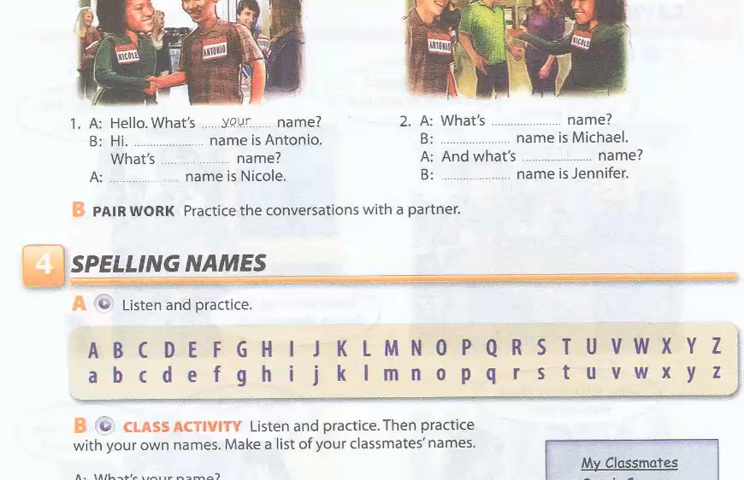 NICOLE
ANTONIO
ANTONIO
NICOLE
1. A: Hello. What's ..... your ..... name?
B: Hi. .................. name is Antonio.
What's .................. name?
A: .................. name is Nicole.
2. A: What's .................. name?
B: .................. name is Michael.
A: And what's .................. name?
B: .................. name is Jennifer.
B PAIR WORK Practice the conversations with a partner.
4 SPELLING NAMES
A Listen and practice.
A B C D E F G H I J K L M N O P Q R S T U V W X Y Z
a b c d e f g h i j k l m n o p q r s t u v w x y z
B CLASS ACTIVITY Listen and practice. Then practice
with your own names. Make a list of your classmates' names.
A: What's your name?
My Classmates